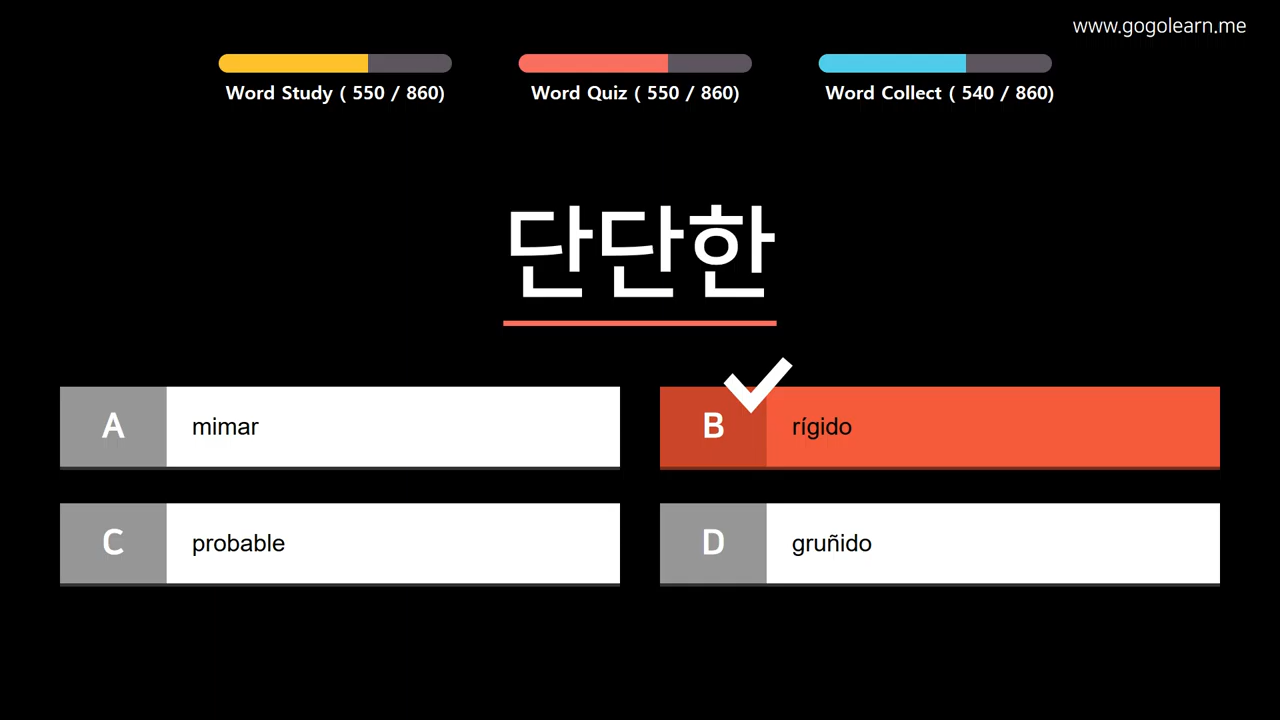 www.gogolearn.me
Word Study ( 550 / 860)
Word Quiz ( 550 / 860)
Word Collect ( 540 / 860)
단단한
A mimar
B rígido
C probable
D gruñido